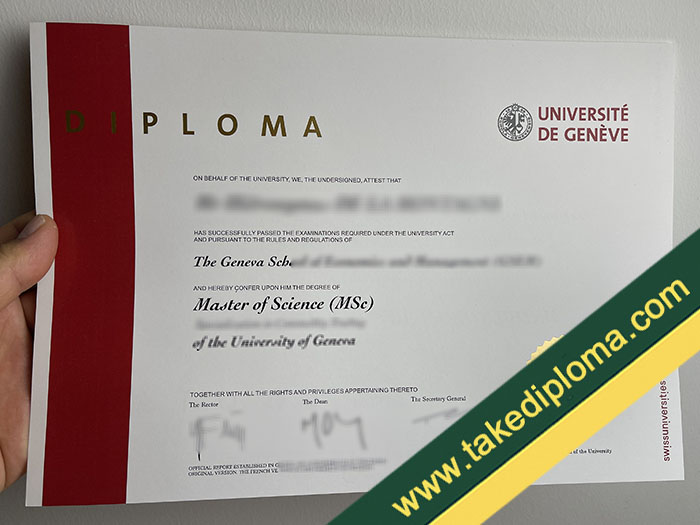 DIPLOMA
UNIVERSITÉ
DE GENÈVE
ON BEHALF OF THE UNIVERSITY, WE, THE UNDERSIGNED, ATTEST THAT
HAS SUCCESSFULLY PASSED THE EXAMINATIONS REQUIRED UNDER THE UNIVERSITY ACT
AND PURSUANT TO THE RULES AND REGULATIONS OF
The Geneva
AND HEREBY CONFER UPON HIM THE DEGREE OF
Master of Science (MSc)
of the University of Geneva
TOGETHER WITH ALL THE RIGHTS AND PRIVILEGES APPERTAINING THERETO
The Rector The Dean The Secretary General
OFFICIAL REPORT ESTABLISHED IN
ORIGINAL VERSION. THE FRENCH
of the University
swissuniversities
www.takediploma.com